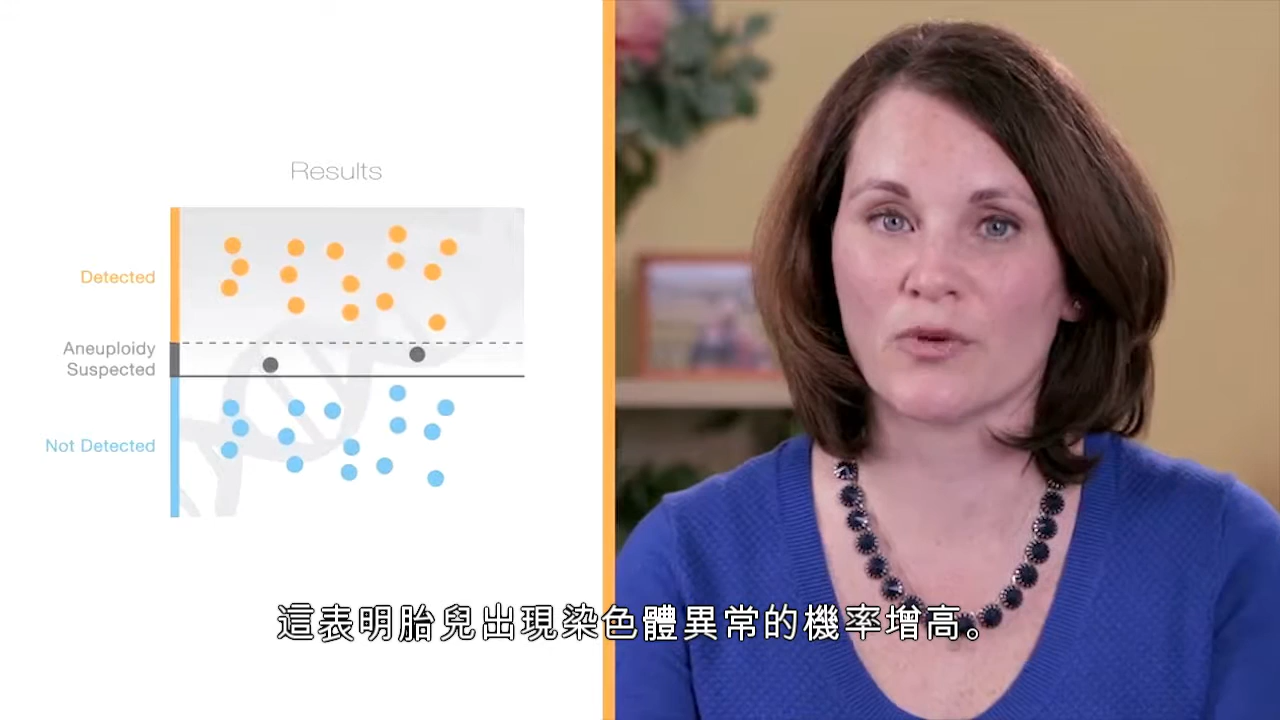 Results
Detected
Aneuploidy
Suspected
Not Detected
這表明胎兒出現染色體異常的機率增高。